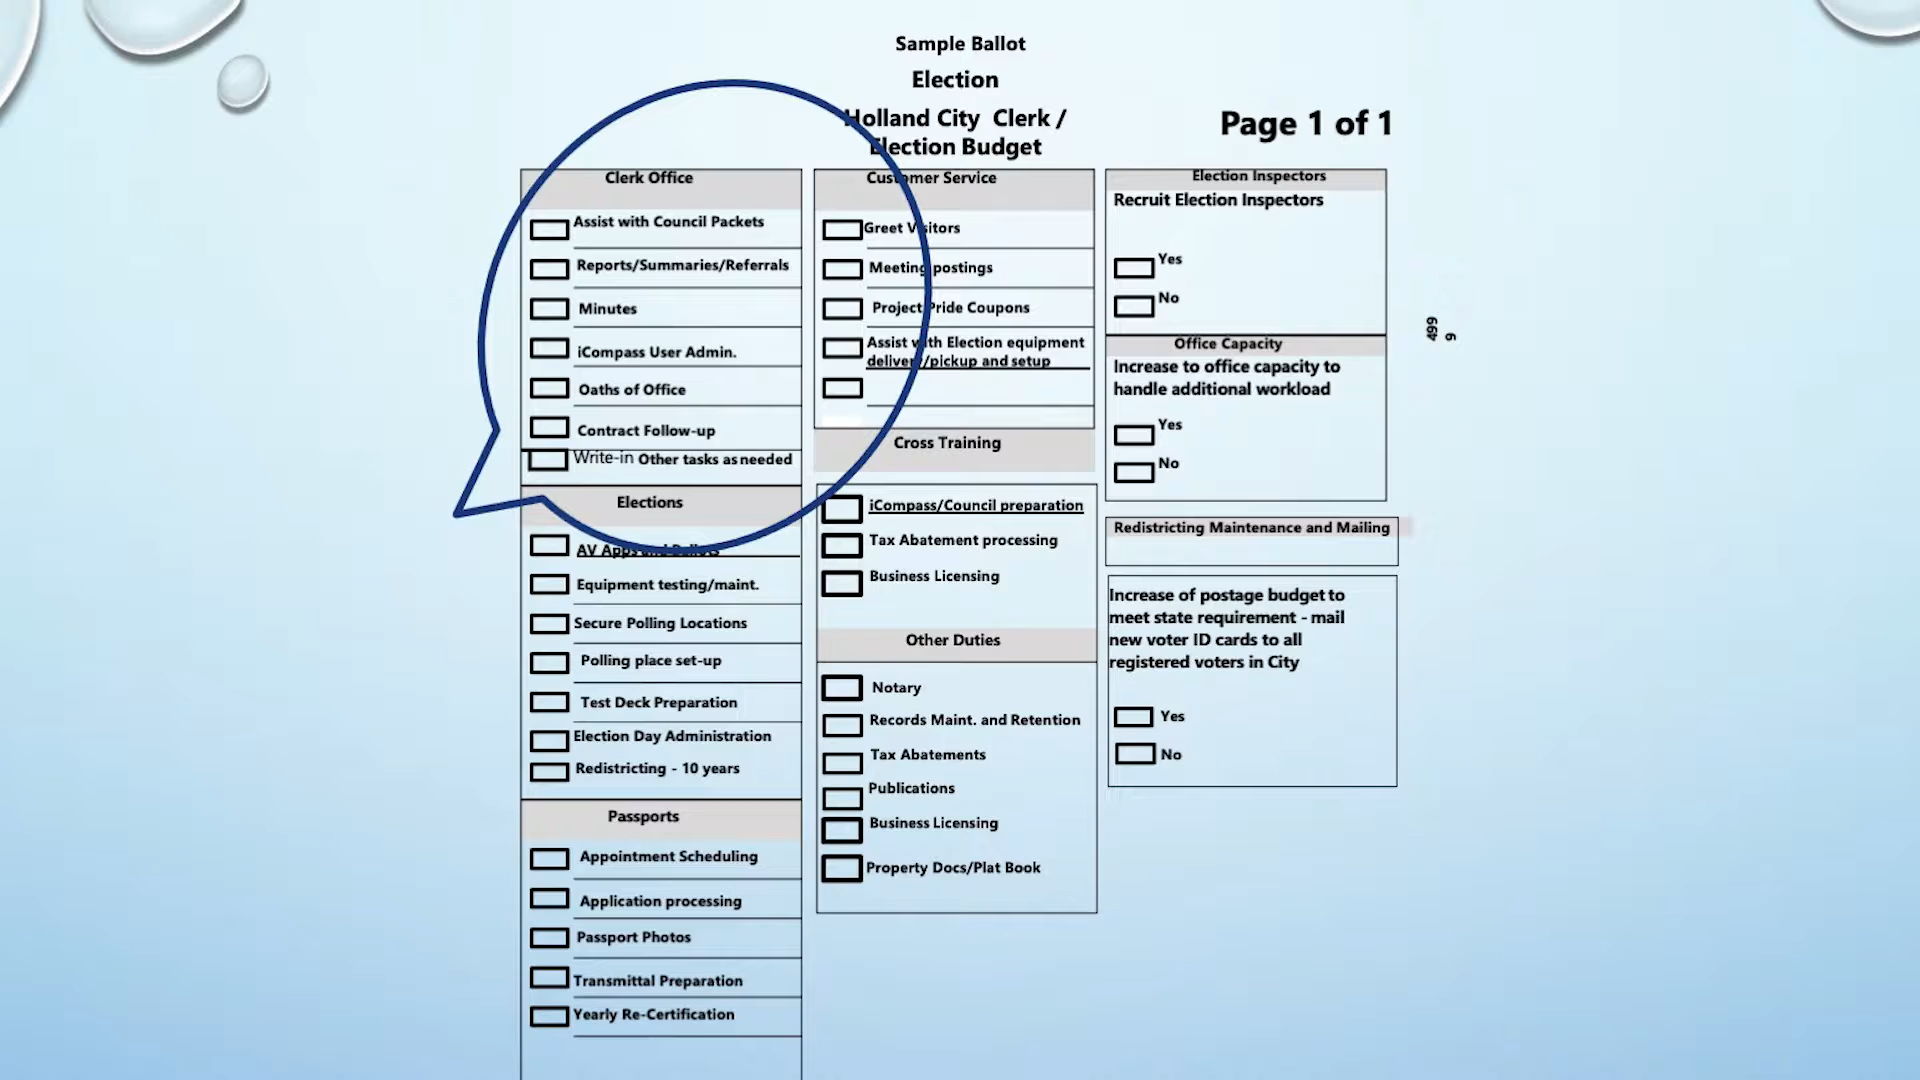 Sample Ballot
Election
Holland City Clerk /
Election Budget
Page 1 of 1
Clerk Office
Assist with Council Packets
Reports/Summaries/Referrals
Minutes
iCompass User Admin.
Oaths of Office
Contract Follow-up
Write-in Other tasks as needed
Elections
AV Apps and Ballots
Equipment testing/maint.
Secure Polling Locations
Polling place set-up
Test Deck Preparation
Election Day Administration
Redistricting - 10 years
Passports
Appointment Scheduling
Application processing
Passport Photos
Transmittal Preparation
Yearly Re-Certification
Customer Service
Greet Visitors
Meeting postings
Project Pride Coupons
Assist with Election equipment
delivery/pickup and setup
Cross Training
iCompass/Council preparation
Tax Abatement processing
Business Licensing
Other Duties
Notary
Records Maint. and Retention
Tax Abatements
Publications
Business Licensing
Property Docs/Plat Book
Election Inspectors
Recruit Election Inspectors
Yes
No
Office Capacity
Increase to office capacity to
handle additional workload
Yes
No
Redistricting Maintenance and Mailing
Increase of postage budget to
meet state requirement - mail
new voter ID cards to all
registered voters in City
Yes
No
499
9